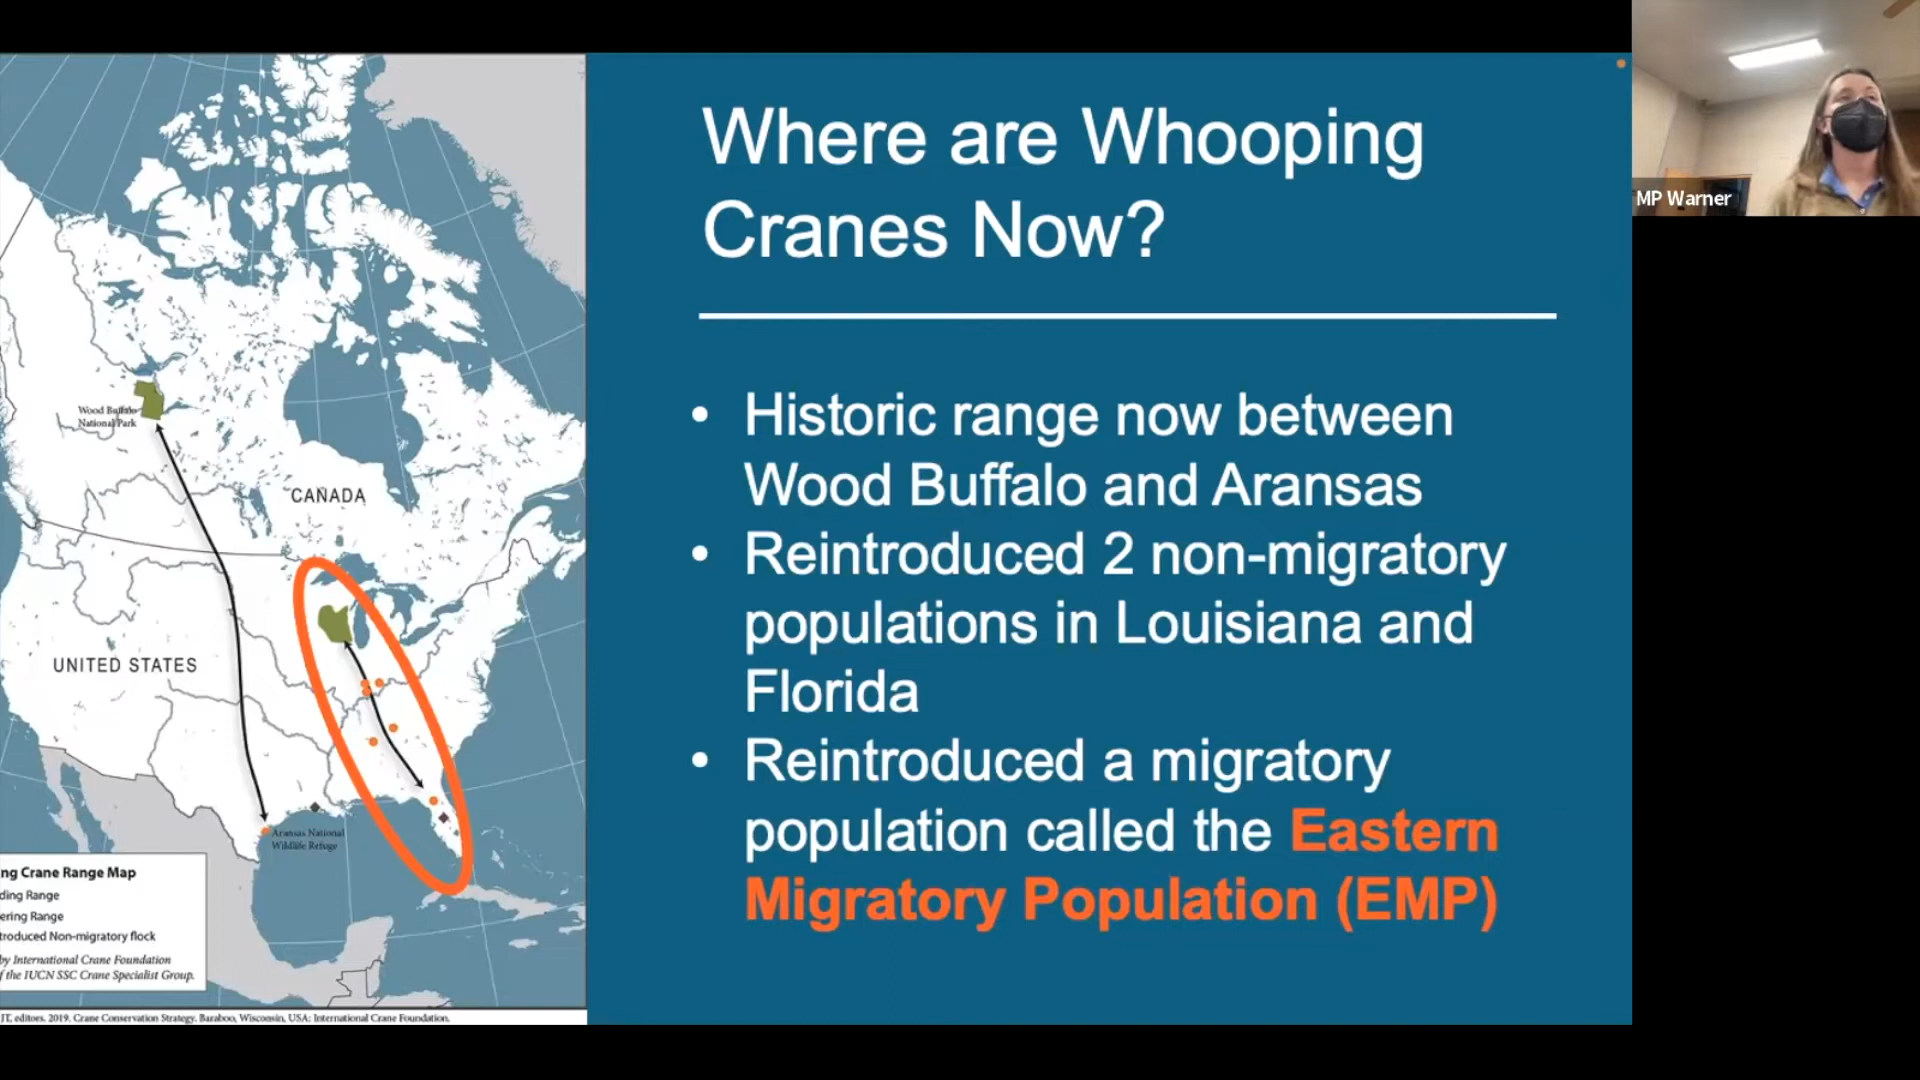 Where are Whooping
Cranes Now?
MP Warner
Historic range now between
Wood Buffalo and Aransas
Reintroduced 2 non-migratory
populations in Louisiana and
Florida
Reintroduced a migratory
population called the Eastern
Migratory Population (EMP)
Wood Buffalo
National Park
CANADA
UNITED STATES
Aransas National
Wildlife Refuge
ng Crane Range Map
ding Range
ering Range
troduced Non-migratory flock
by International Crane Foundation
f the IUCN SSC Crane Specialist Group.
JT, editors. 2019. Crane Conservation Strategy. Baraboo, Wisconsin, USA: International Crane Foundation.